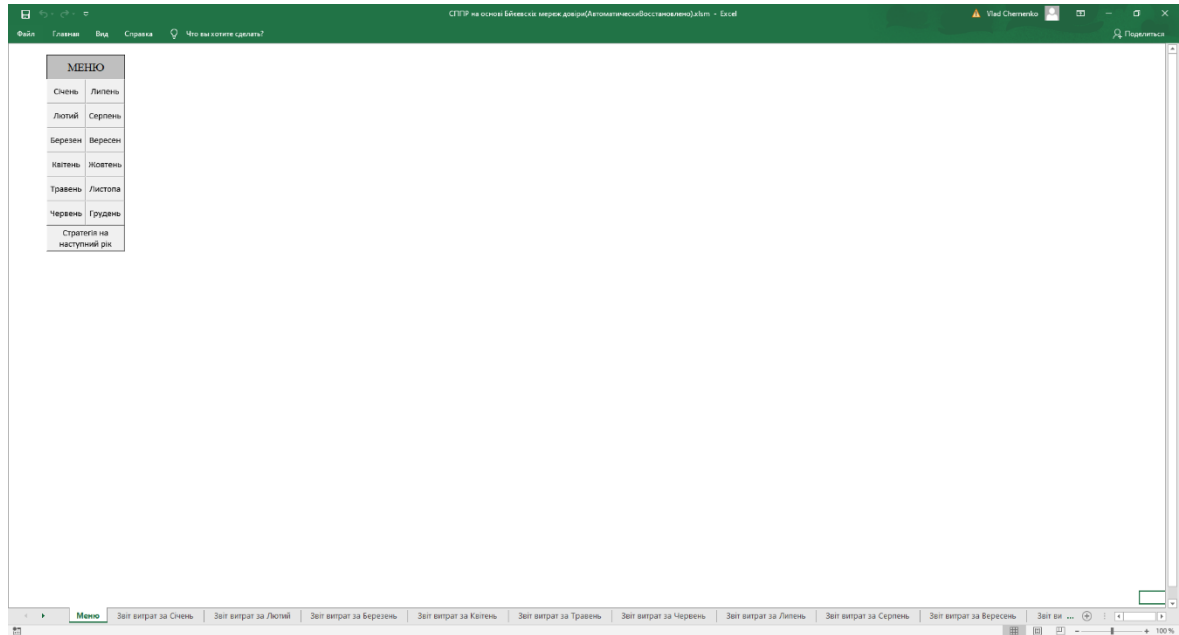 СППР на основі Бйєвскіх мереж довіри(АвтоматическиВосстановлено).xlsm - Excel
Vlad Chernenko
Файл Главная Вид Справка Что вы хотите сделать?
Поделиться
МЕНЮ
Січень Липень
Лютий Серпень
Березен Вересен
Квітень Жовтень
Травень Листопа
Червень Грудень
Стратегія на
наступний рік
Меню Звіт витрат за Січень Звіт витрат за Лютий Звіт витрат за Березень Звіт витрат за Квітень Звіт витрат за Травень Звіт витрат за Червень Звіт витрат за Липень Звіт витрат за Серпень Звіт витрат за Вересень Звіт ви ...
100 %